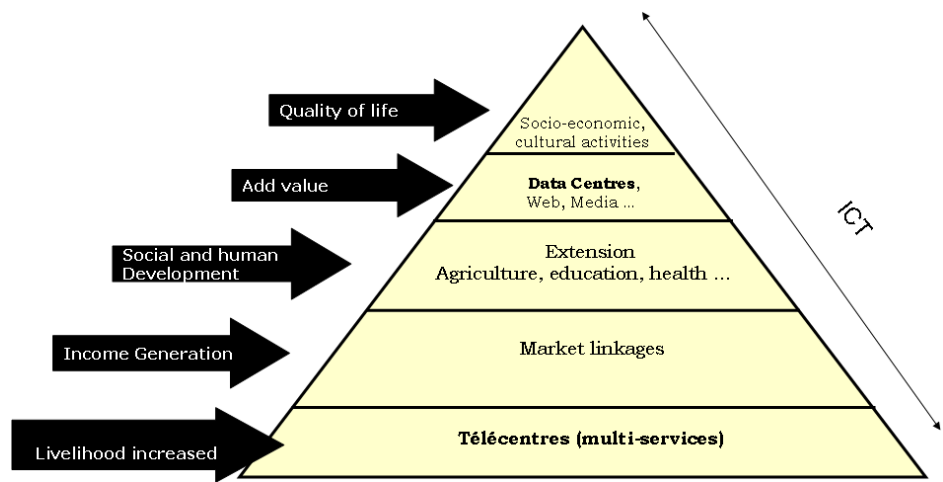 Quality of life
Socio-economic,
cultural activities
Add value
Data Centres,
Web, Media ...
Social and human
Development
Extension
Agriculture, education, health ...
Income Generation
Market linkages
Livelihood increased
Télécentres (multi-services)
ICT